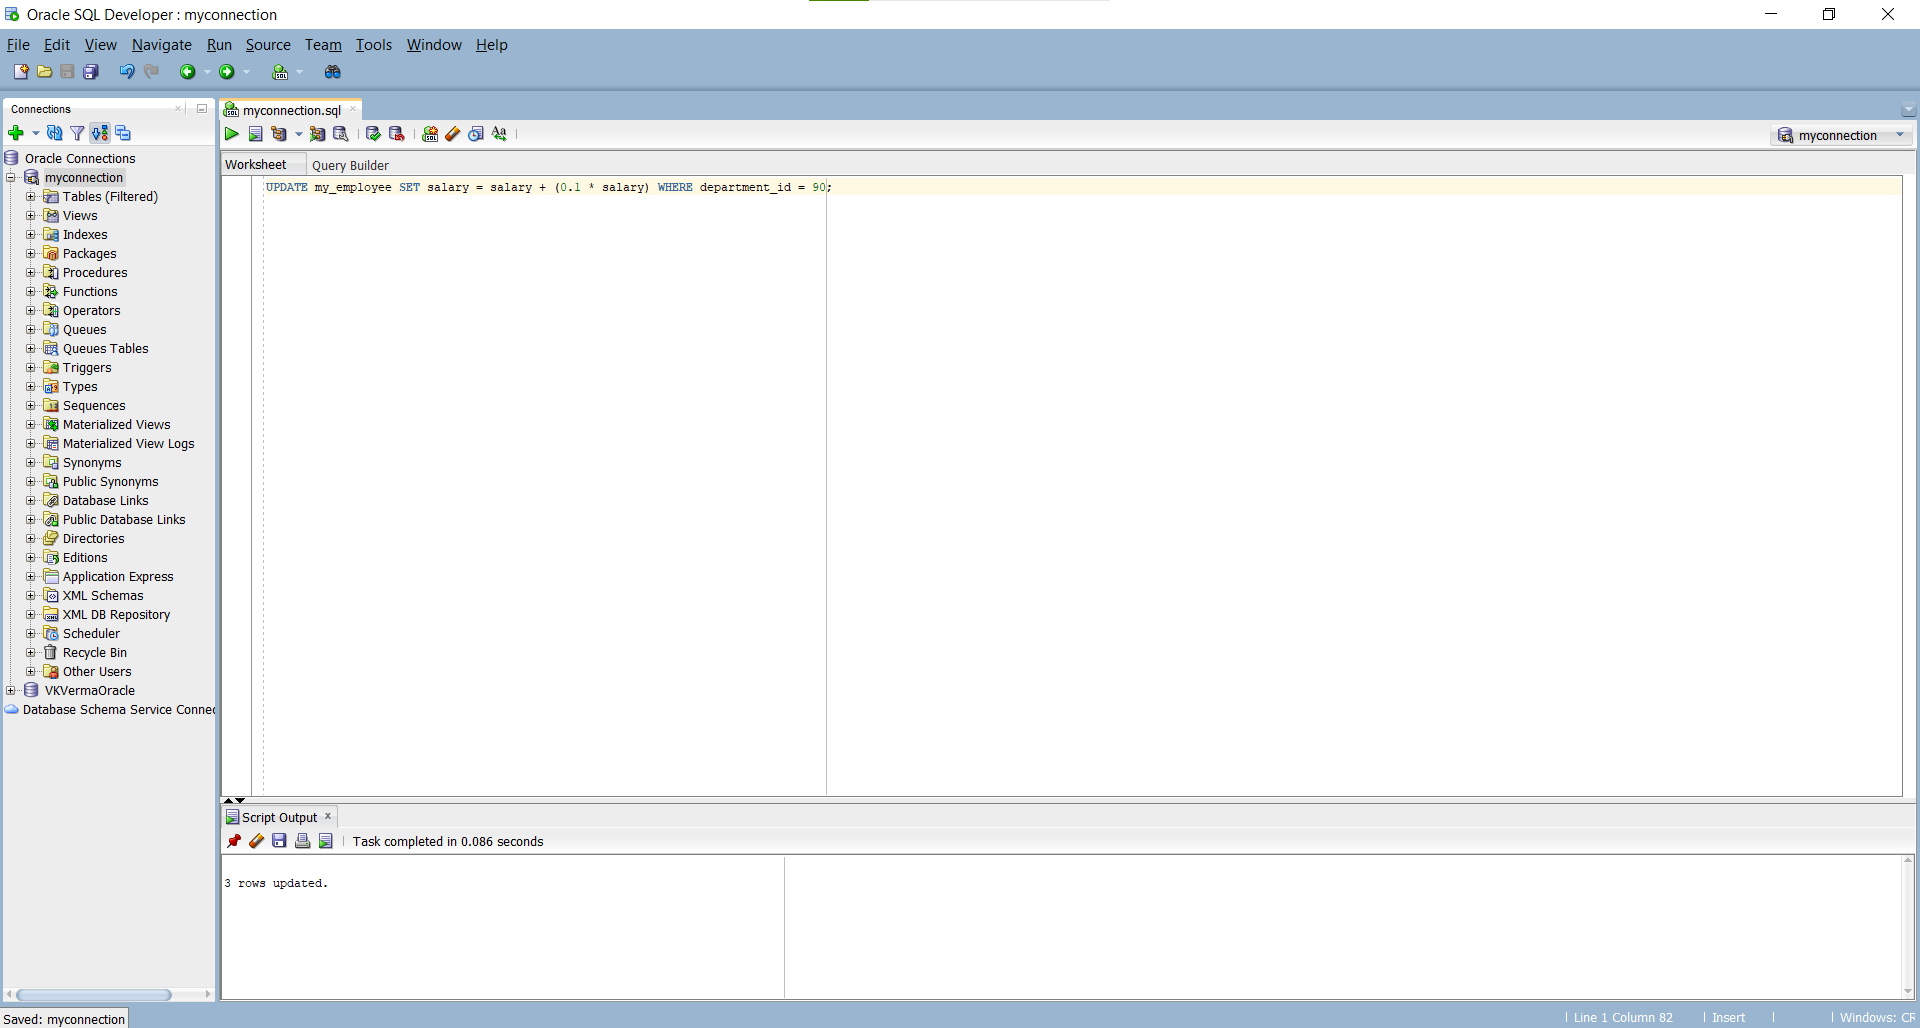 Oracle SQL Developer : myconnection
File Edit View Navigate Run Source Team Tools Window Help
Connections
myconnection.sql
myconnection
Worksheet
Query Builder
UPDATE my_employee SET salary = salary + (0.1 * salary) WHERE department_id = 90;
Oracle Connections
myconnection
Tables (Filtered)
Views
Indexes
Packages
Procedures
Functions
Operators
Queues
Queues Tables
Triggers
Types
Sequences
Materialized Views
Materialized View Logs
Synonyms
Public Synonyms
Database Links
Public Database Links
Directories
Editions
Application Express
XML Schemas
XML DB Repository
Scheduler
Recycle Bin
Other Users
VKVermaOracle
Database Schema Service Connec
Script Output
Task completed in 0.086 seconds
3 rows updated.
Saved: myconnection
Line 1 Column 82
Insert
Windows: CR